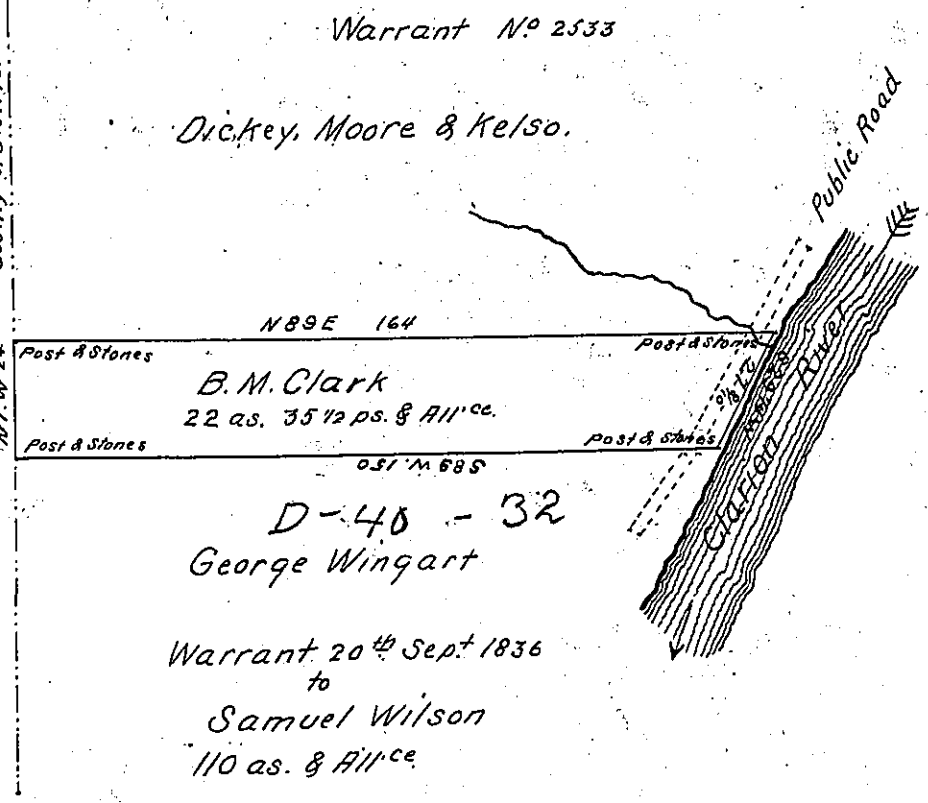 Warrant Nº 2533
Dickey, Moore & Kelso.
Public Road
N89E 164
Post & Stones
Post & Stones
B. M. Clark
22 as. 35 1/2 ps. & All'ce.
Post & Stones
Post & Stones
S89W. 150
Clarion River
N1.W 24
D-40-32
George Wingart
Warrant 20th Sept 1836
to
Samuel Wilson
110 as. & All'ce